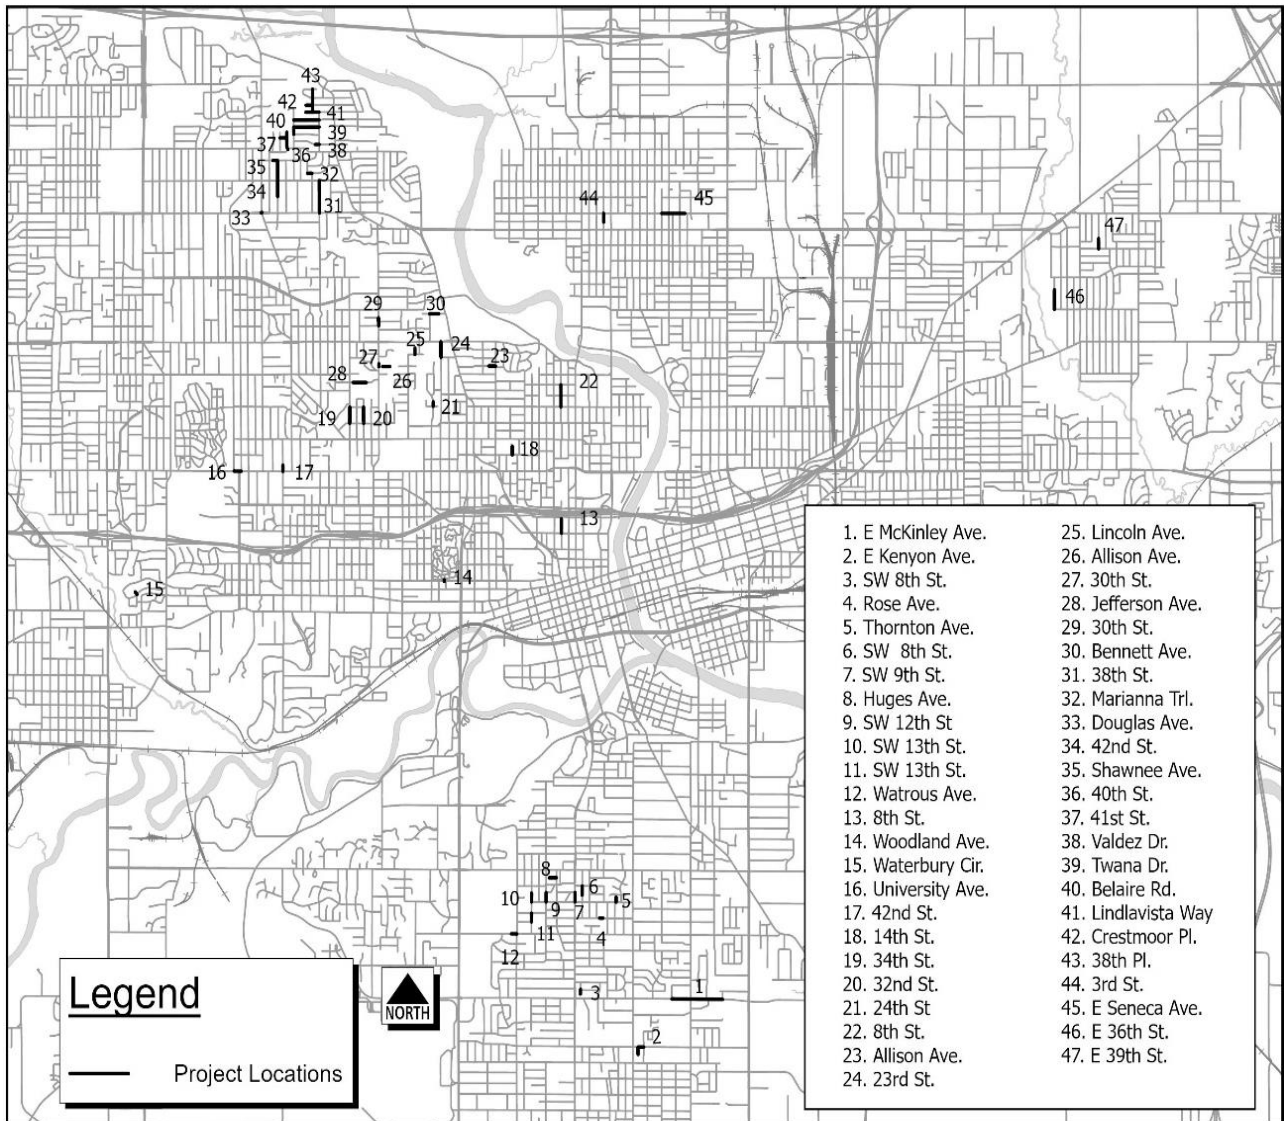 43
42
41
40
39
37
38
36
35
32
34
31
33
44
45
47
46
29
30
25
24
27
23
28
26
22
21
19
20
18
16
17
13
14
15
1. E McKinley Ave.
2. E Kenyon Ave.
3. SW 8th St.
4. Rose Ave.
5. Thornton Ave.
6. SW  8th St.
7. SW 9th St.
8. Huges Ave.
9. SW 12th St
10. SW 13th St.
11. SW 13th St.
12. Watrous Ave.
13. 8th St.
14. Woodland Ave.
15. Waterbury Cir.
16. University Ave.
17. 42nd St.
18. 14th St.
19. 34th St.
20. 32nd St.
21. 24th St
22. 8th St.
23. Allison Ave.
24. 23rd St.
25. Lincoln Ave.
26. Allison Ave.
27. 30th St.
28. Jefferson Ave.
29. 30th St.
30. Bennett Ave.
31. 38th St.
32. Marianna Trl.
33. Douglas Ave.
34. 42nd St.
35. Shawnee Ave.
36. 40th St.
37. 41st St.
38. Valdez Dr.
39. Twana Dr.
40. Belaire Rd.
41. Lindlavista Way
42. Crestmoor Pl.
43. 38th Pl.
44. 3rd St.
45. E Seneca Ave.
46. E 36th St.
47. E 39th St.
8
6
10
5
9
7
11
4
12
1
3
2
Legend
Project Locations
NORTH